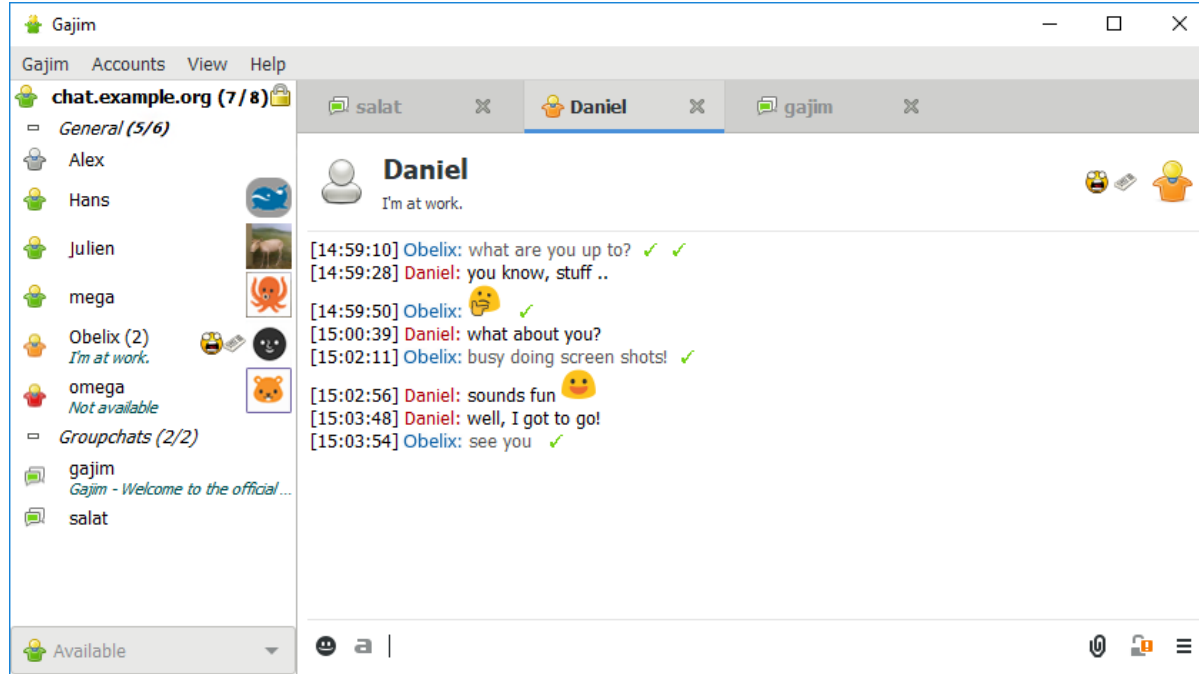 Gajim
Gajim Accounts View Help
chat.example.org (7/8)
General (5/6)
Alex
Hans
Julien
mega
Obelix (2)
I'm at work.
omega
Not available
Groupchats (2/2)
gajim
Gajim - Welcome to the official ...
salat
Available
salat Daniel gajim
Daniel
I'm at work.
[14:59:10] Obelix: what are you up to? ✓ ✓
[14:59:28] Daniel: you know, stuff ..
[14:59:50] Obelix: 🤔 ✓
[15:00:39] Daniel: what about you?
[15:02:11] Obelix: busy doing screen shots! ✓
[15:02:56] Daniel: sounds fun 😀
[15:03:48] Daniel: well, I got to go!
[15:03:54] Obelix: see you ✓
a